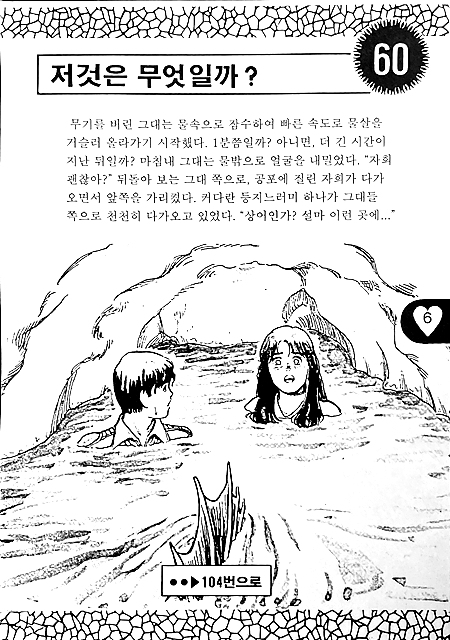 60
저것은 무엇일까?
무기를 버린 그대는 물속으로 잠수하여 빠른 속도로 물살을
거슬러 올라가기 시작했다. 1분쯤일까? 아니면, 더 긴 시간이
지난 뒤일까? 마침내 그대는 물밖으로 얼굴을 내밀었다. “자희
괜찮아?” 뒤돌아 보는 그대 쪽으로, 공포에 질린 자희가 다가
오면서 앞쪽을 가리켰다. 커다란 등지느러미 하나가 그대들
쪽으로 천천히 다가오고 있었다. “상어인가? 설마 이런 곳에...”
6
●●▶104번으로